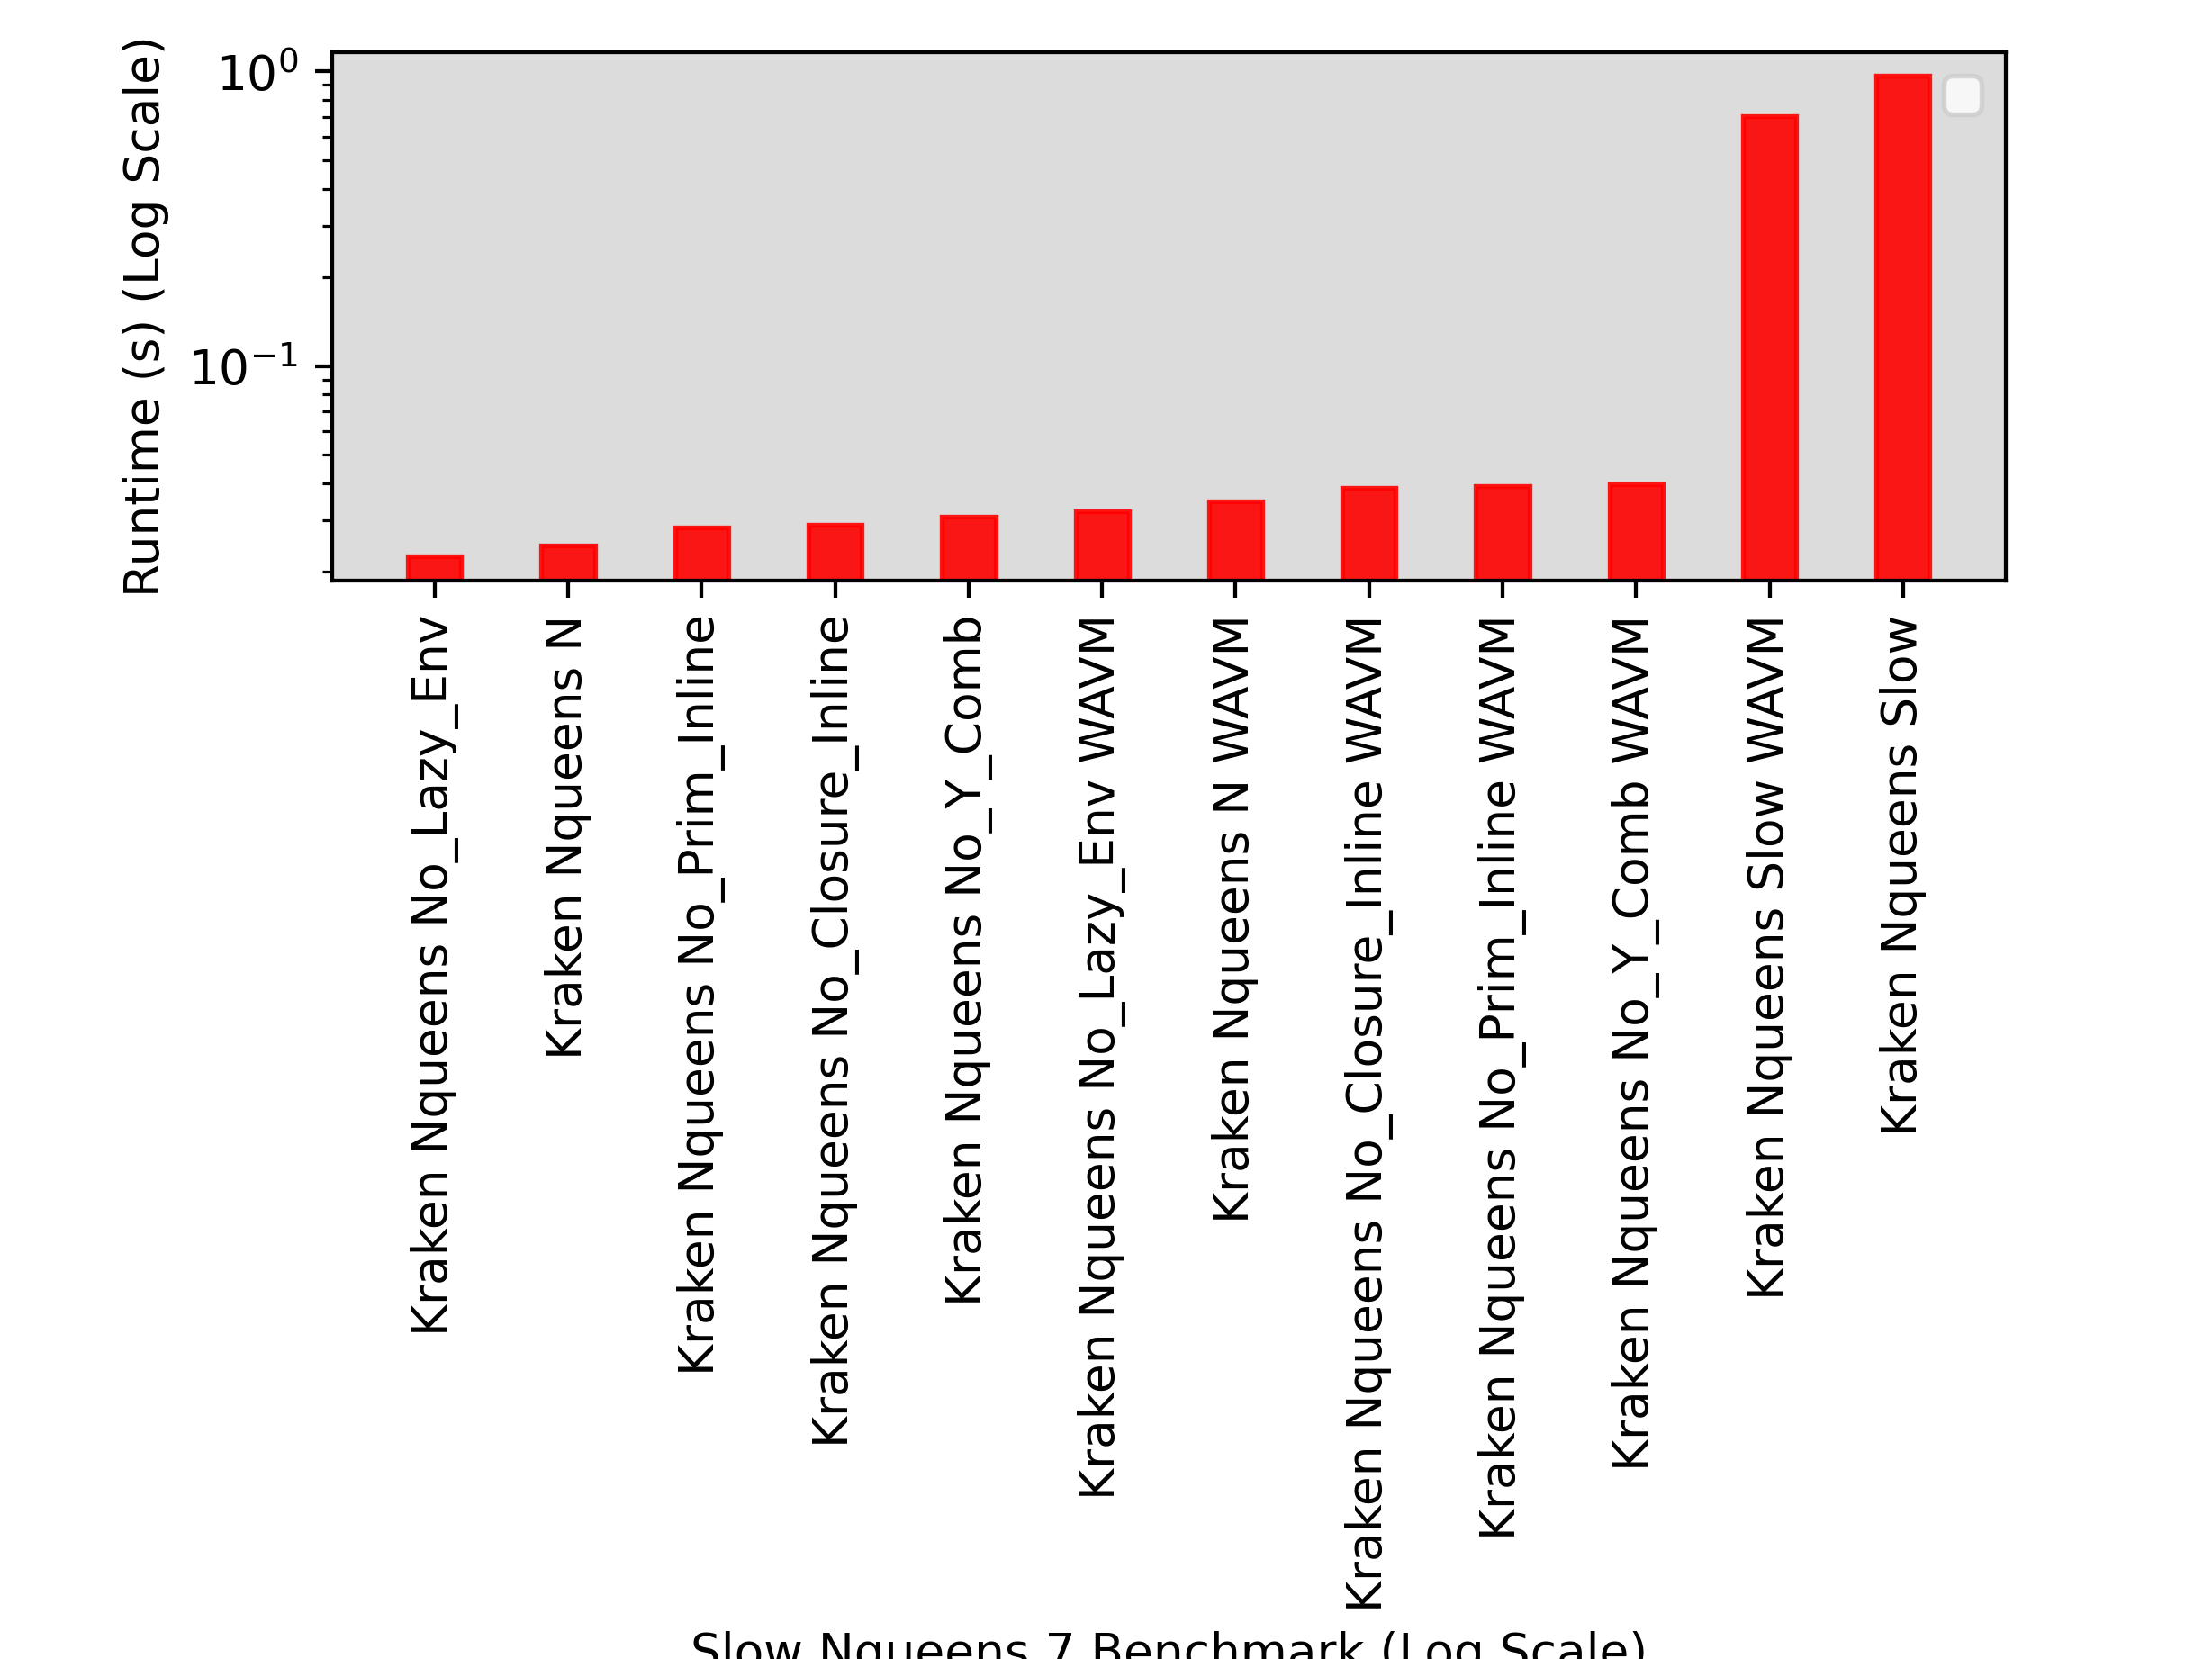 Runtime (s) (Log Scale)
10⁰
10⁻¹
Kraken Nqueens No_Lazy_Env
Kraken Nqueens N
Kraken Nqueens No_Prim_Inline
Kraken Nqueens No_Closure_Inline
Kraken Nqueens No_Y_Comb
Kraken Nqueens No_Lazy_Env WAVM
Kraken Nqueens N WAVM
Kraken Nqueens No_Closure_Inline WAVM
Kraken Nqueens No_Prim_Inline WAVM
Kraken Nqueens No_Y_Comb WAVM
Kraken Nqueens Slow WAVM
Kraken Nqueens Slow
Slow Nqueens 7 Benchmark (Log Scale)